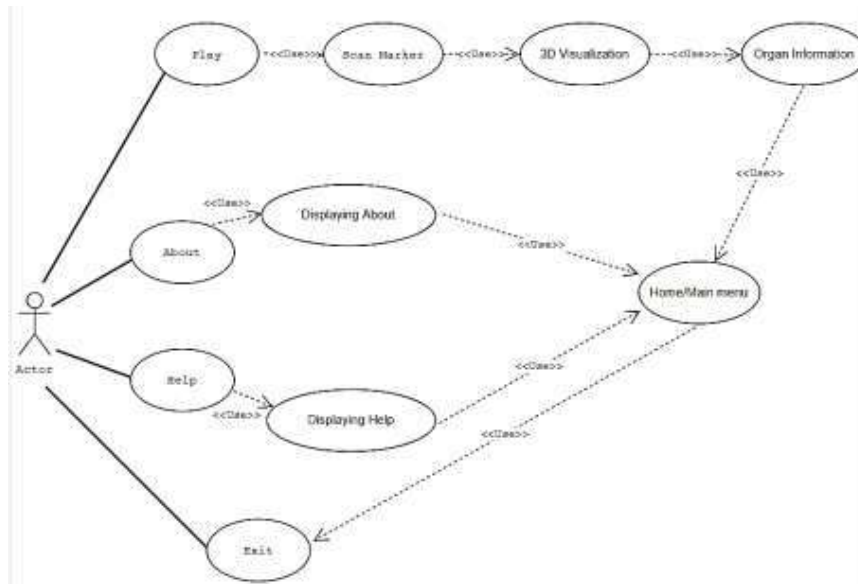 Play
<<Use>>
Scan Marker
<<Use>>
3D Visualization
<<Use>>
Organ Information
<<Use>>
<<Use>>
Displaying About
<<Use>>
About
Home/Main menu
Actor
Help
<<Use>>
<<Use>>
Displaying Help
<<Use>>
Exit